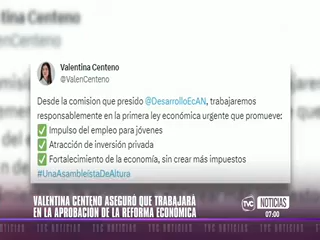 Valentina Centeno
@ValenCenteno
Desde la comision que presido @DesarrolloEcAN, trabajaremos
responsablemente en la primera ley económica urgente que promueve:
✅ Impulso del empleo para jóvenes
✅ Atracción de inversión privada
✅ Fortalecimiento de la economía, sin crear más impuestos
#UnaAsambleístaDeAltura
VALENTINA CENTENO ASEGURÓ QUE TRABAJARÁ
EN LA APROBACIÓN DE LA REFORMA ECONÓMICA
TVC NOTICIAS
07:00